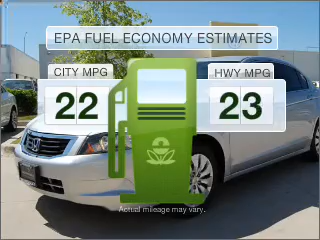 EPA FUEL ECONOMY ESTIMATES
CITY MPG
HWY MPG
22
23
Actual mileage may vary.